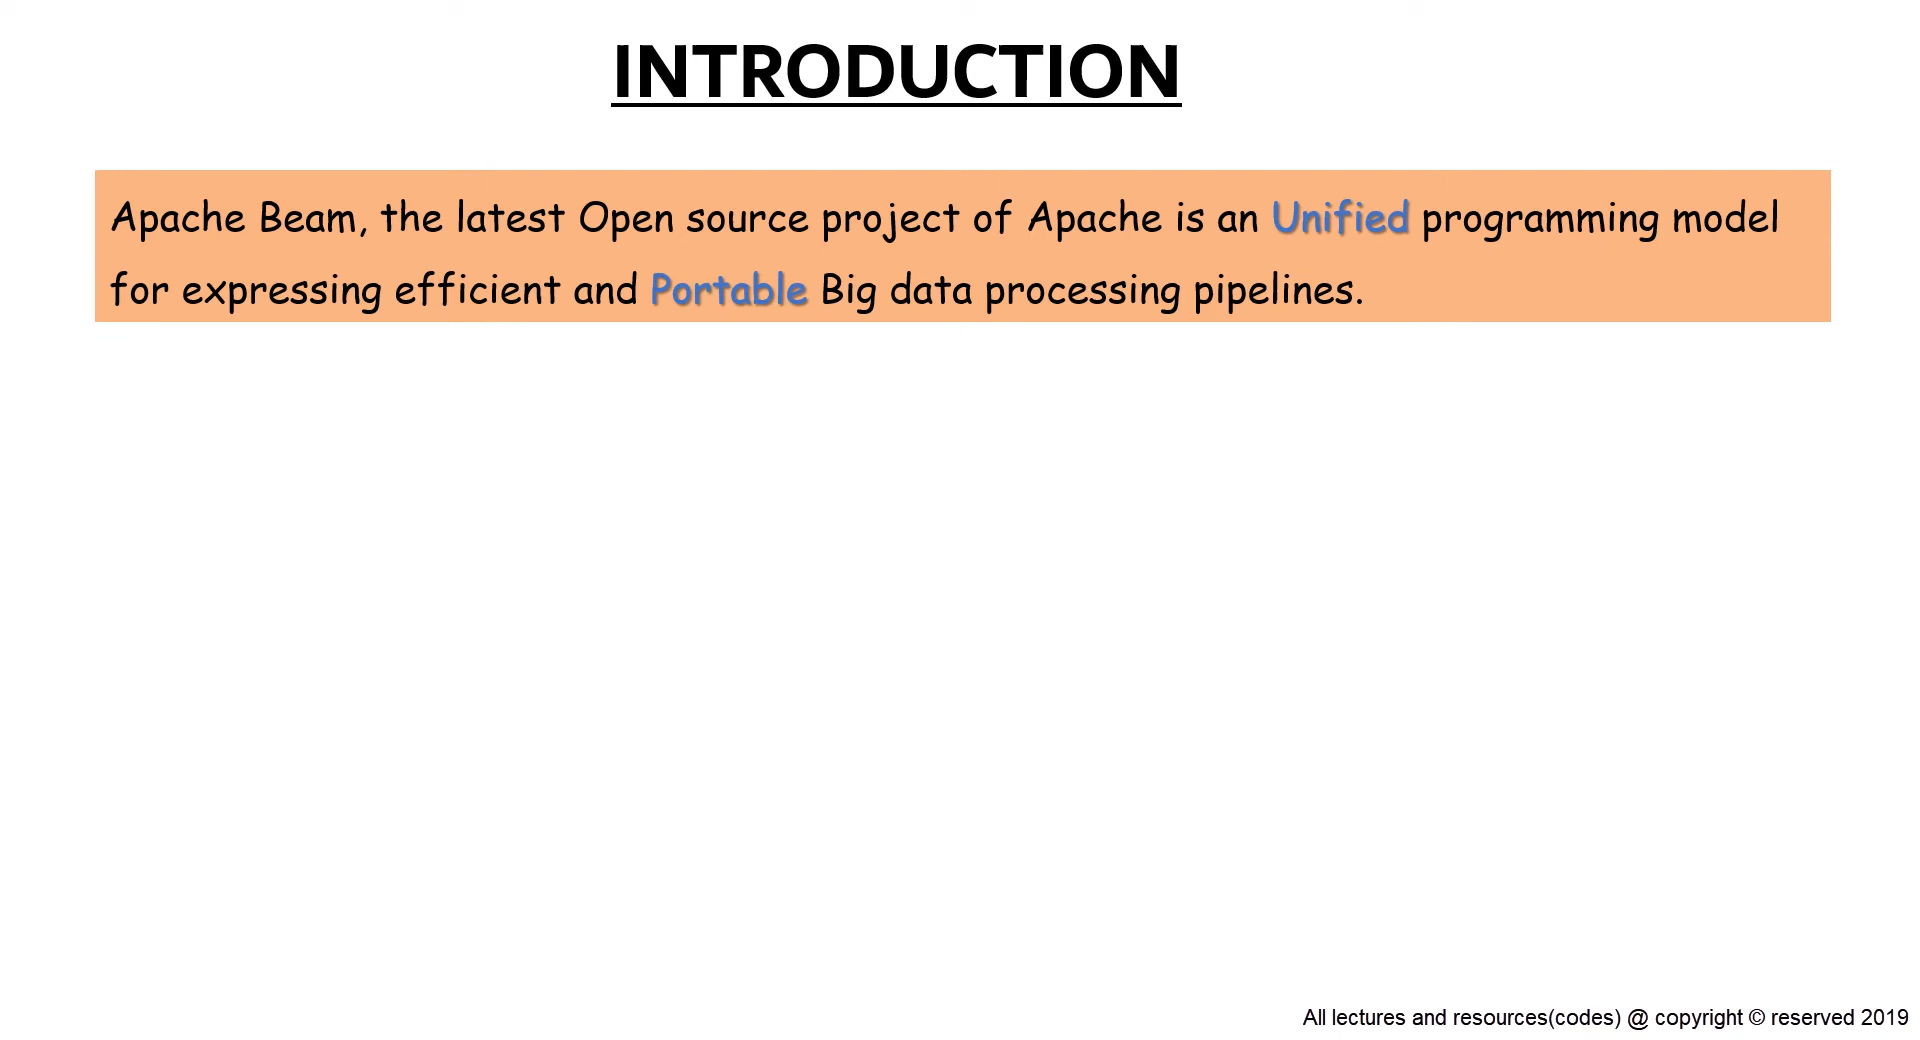 INTRODUCTION
Apache Beam, the latest Open source project of Apache is an Unified programming model
for expressing efficient and Portable Big data processing pipelines.
All lectures and resources(codes) @ copyright © reserved 2019